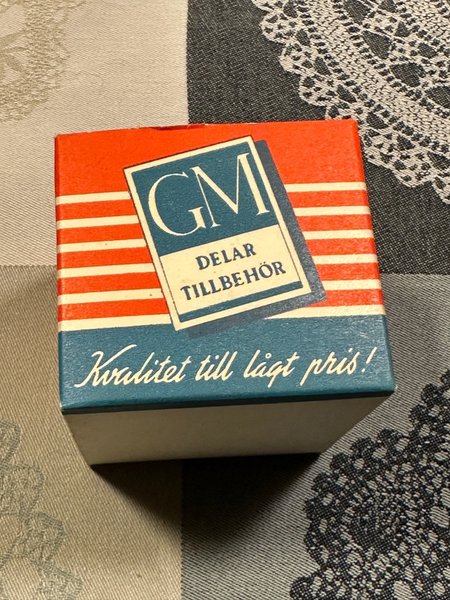 GM
DELAR
TILLBEHÖR
Kvalitet till lågt pris!